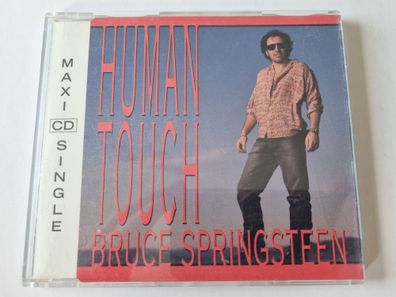 MAXI CD SINGLE
HUMAN
TOUCH
BRUCE SPRINGSTEEN